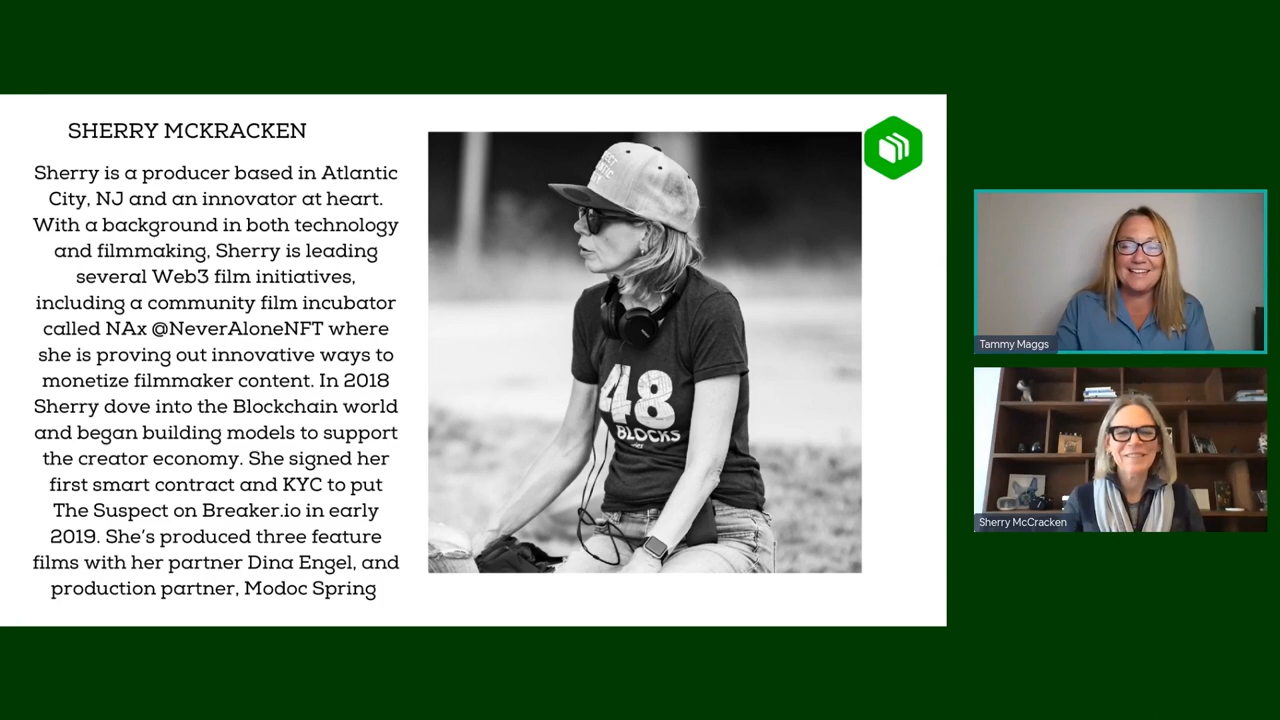 SHERRY MCKRACKEN
Sherry is a producer based in Atlantic
City, NJ and an innovator at heart.
With a background in both technology
and filmmaking, Sherry is leading
several Web3 film initiatives,
including a community film incubator
called NAx @NeverAloneNFT where
she is proving out innovative ways to
monetize filmmaker content. In 2018
Sherry dove into the Blockchain world
and began building models to support
the creator economy. She signed her
first smart contract and KYC to put
The Suspect on Breaker.io in early
2019. She’s produced three feature
films with her partner Dina Engel, and
production partner, Modoc Spring
48
BLOCKS
Tammy Maggs
Sherry McCracken